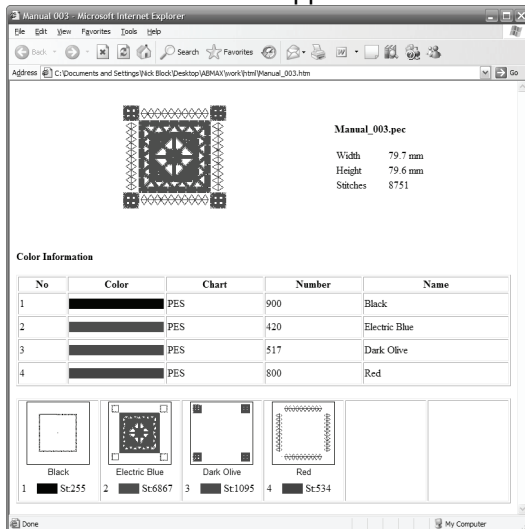 Manual 003 - Microsoft Internet Explorer
File Edit View Favorites Tools Help
Back Search Favorites
Address C:\Documents and Settings\Nick Block\Desktop\ABMAX\work\html\Manual_003.htm Go
Manual_003.pec
Width 79.7 mm
Height 79.6 mm
Stitches 8751
Color Information
No Color Chart Number Name
1 PES 900 Black
2 PES 420 Electric Blue
3 PES 517 Dark Olive
4 PES 800 Red
Black Electric Blue Dark Olive Red
1 St:255 2 St:6867 3 St:1095 4 St:534
Done My Computer